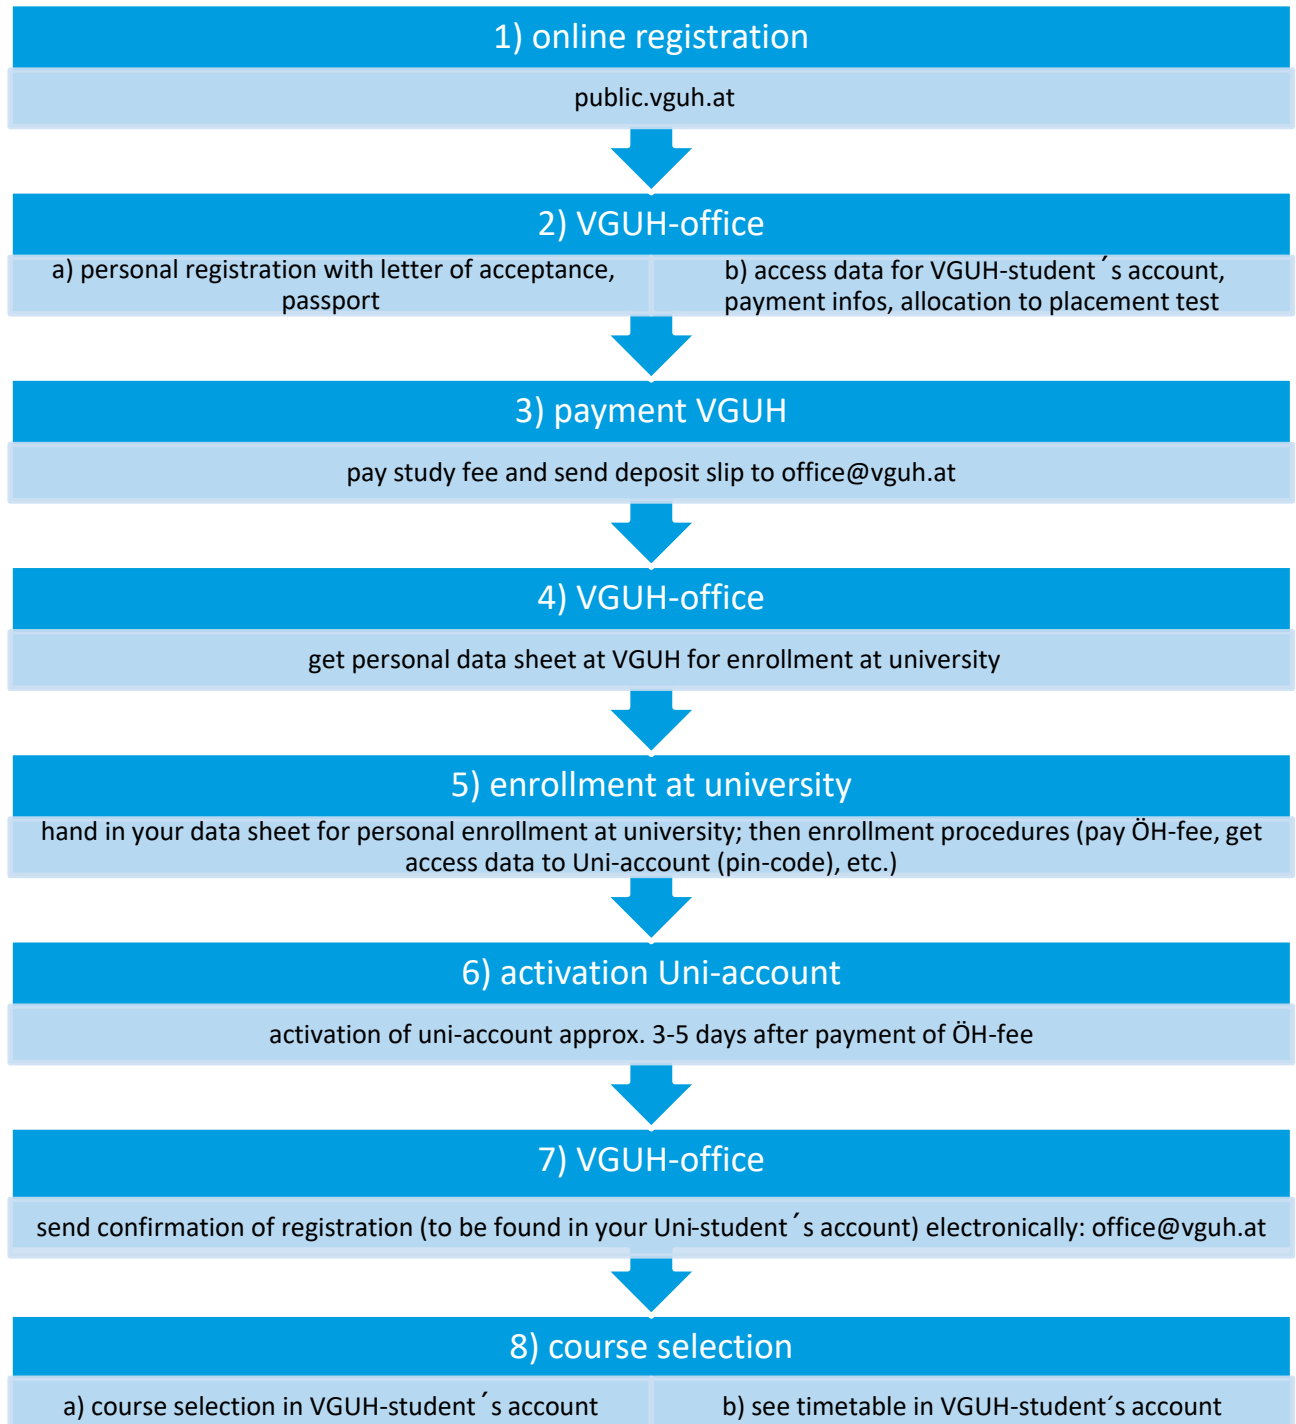 1) online registration
public.vguh.at
2) VGUH-office
a) personal registration with letter of acceptance,
passport
b) access data for VGUH-student´s account,
payment infos, allocation to placement test
3) payment VGUH
pay study fee and send deposit slip to office@vguh.at
4) VGUH-office
get personal data sheet at VGUH for enrollment at university
5) enrollment at university
hand in your data sheet for personal enrollment at university; then enrollment procedures (pay ÖH-fee, get
access data to Uni-account (pin-code), etc.)
6) activation Uni-account
activation of uni-account approx. 3-5 days after payment of ÖH-fee
7) VGUH-office
send confirmation of registration (to be found in your Uni-student´s account) electronically: office@vguh.at
8) course selection
a) course selection in VGUH-student´s account
b) see timetable in VGUH-student´s account